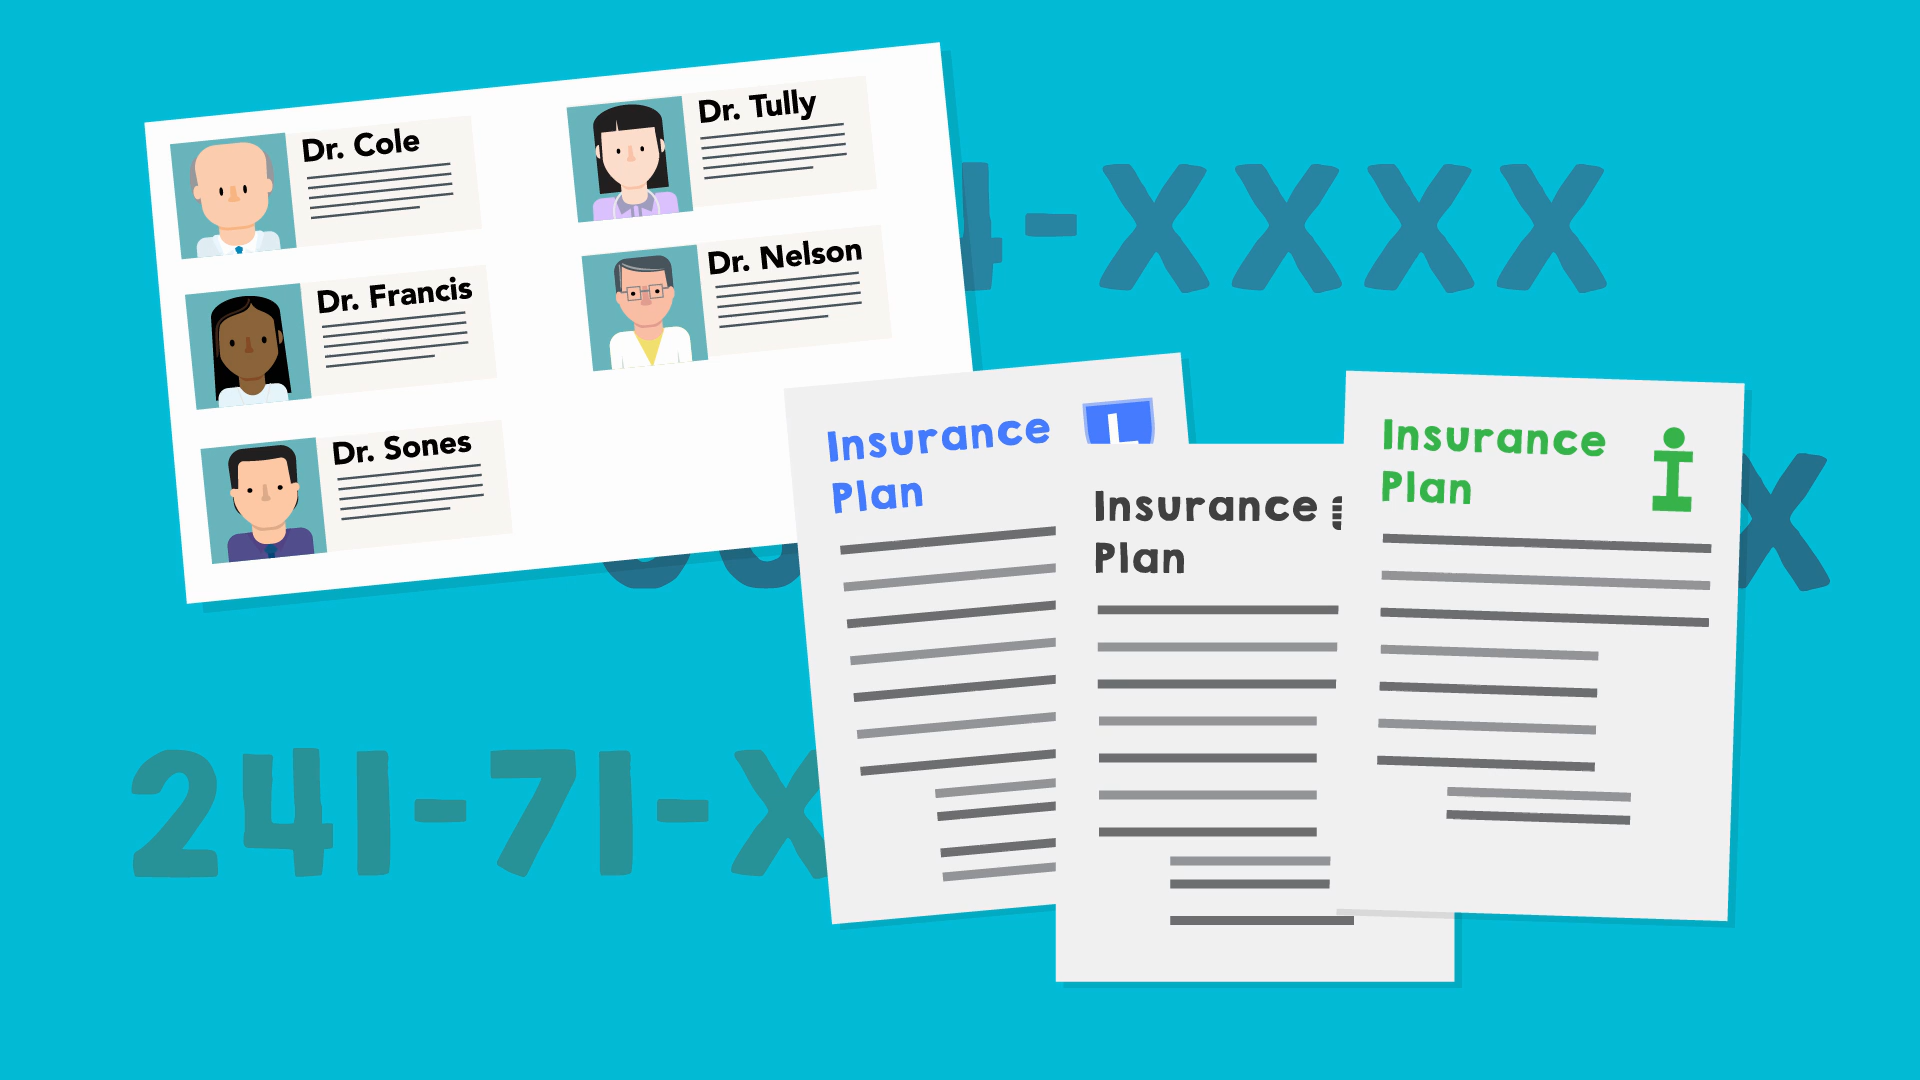 Dr. Cole
Dr. Tully
Dr. Francis
Dr. Nelson
Dr. Sones
4-XXXX
Insurance
Plan
L
Insurance
Plan
Insurance
Plan
i
X
241-71-X